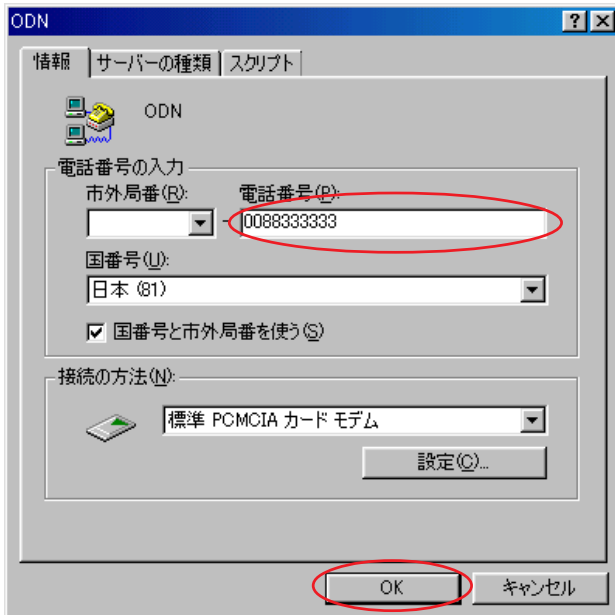 ODN
情報 サーバーの種類 スクリプト
ODN
電話番号の入力
市外局番(R): 電話番号(P):
- 0088333333
国番号(U):
日本 (81)
国番号と市外局番を使う(S)
接続の方法(N):
標準 PCMCIA カード モデム
設定(C)...
OK キャンセル